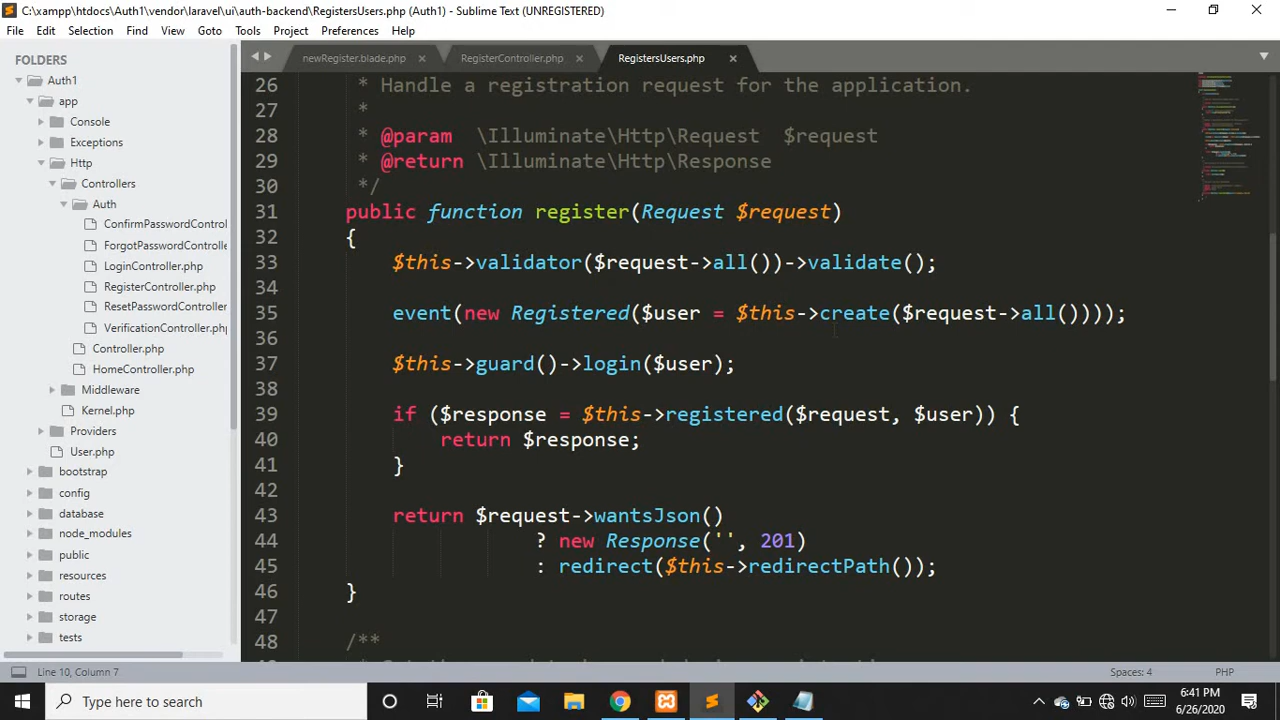 C:\xampp\htdocs\Auth1\vendor\laravel\ui\auth-backend\RegistersUsers.php (Auth1) - Sublime Text (UNREGISTERED)
File Edit Selection Find View Goto Tools Project Preferences Help
FOLDERS
Auth1
app
Console
Exceptions
Http
Controllers
Auth
ConfirmPasswordControl
ForgotPasswordControlle
LoginController.php
RegisterController.php
ResetPasswordController
VerificationController.php
Controller.php
HomeController.php
Middleware
Kernel.php
Providers
User.php
bootstrap
config
database
node_modules
public
resources
routes
storage
tests
newRegister.blade.php × RegisterController.php × RegistersUsers.php ×
26 * Handle a registration request for the application.
27 *
28 * @param \Illuminate\Http\Request $request
29 * @return \Illuminate\Http\Response
30 */
31 public function register(Request $request)
32 {
33 $this->validator($request->all())->validate();
34
35 event(new Registered($user = $this->create($request->all())));
36
37 $this->guard()->login($user);
38
39 if ($response = $this->registered($request, $user)) {
40 return $response;
41 }
42
43 return $request->wantsJson()
44 ? new Response('', 201)
45 : redirect($this->redirectPath());
46 }
47
48 /**
Line 10, Column 7 Spaces: 4 PHP
Type here to search
6:41 PM
6/26/2020